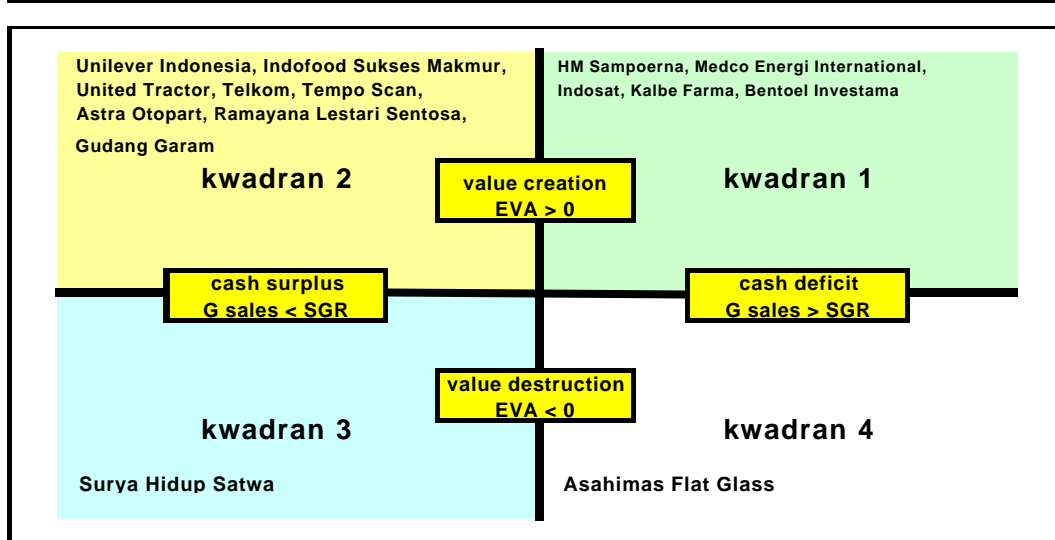 Unilever Indonesia, Indofood Sukses Makmur,
United Tractor, Telkom, Tempo Scan,
Astra Otopart, Ramayana Lestari Sentosa,
Gudang Garam
kwadran 2
HM Sampoerna, Medco Energi International,
Indosat, Kalbe Farma, Bentoel Investama
kwadran 1
value creation
EVA > 0
cash surplus
G sales < SGR
cash deficit
G sales > SGR
value destruction
EVA < 0
kwadran 3
kwadran 4
Surya Hidup Satwa
Asahimas Flat Glass